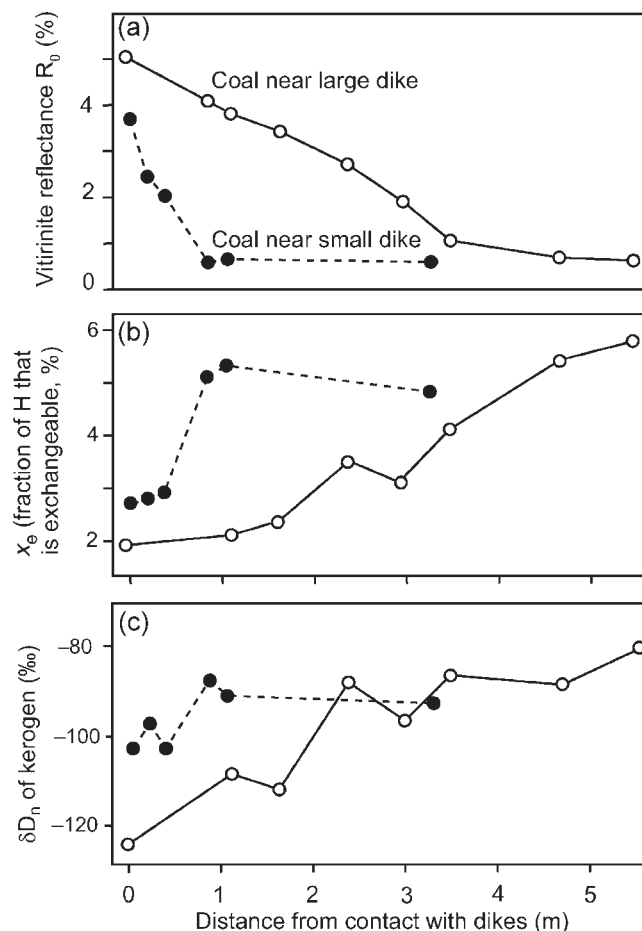 (a)
Vitirinite reflectance R0 (%)
4
2
0
Coal near large dike
Coal near small dike
(b)
xe (fraction of H that
is exchangeable, %)
6
4
2
(c)
δDn of kerogen (‰)
−80
−100
−120
0 1 2 3 4 5
Distance from contact with dikes (m)